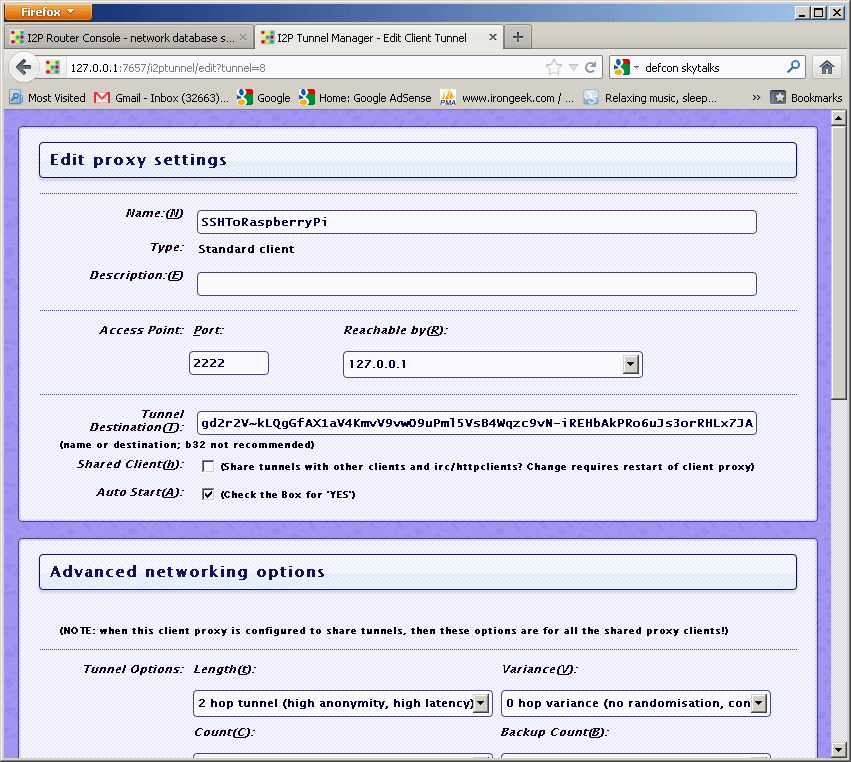 Firefox
I2P Router Console - network database s...
I2P Tunnel Manager - Edit Client Tunnel
127.0.0.1:7657/i2ptunnel/edit?tunnel=8
defcon skytalks
Most Visited
Gmail - Inbox (32663)...
Google
Home: Google AdSense
PMA
www.irongeek.com / ...
Relaxing music, sleep...
»
Bookmarks
Edit proxy settings
Name:(N)
SSHToRaspberryPi
Type:
Standard client
Description:(E)
Access Point:
Port:
Reachable by(R):
2222
127.0.0.1
Tunnel
Destination(T):
gd2r2V~kLQgGfAX1aV4KmvV9vwO9uPml5VsB4Wqzc9vN-iREHbAkPRo6uJs3orRHLx7JA
(name or destination; b32 not recommended)
Shared Client(h):
(Share tunnels with other clients and irc/httpclients? Change requires restart of client proxy)
Auto Start(A):
(Check the Box for 'YES')
Advanced networking options
(NOTE: when this client proxy is configured to share tunnels, then these options are for all the shared proxy clients!)
Tunnel Options:
Length(t):
Variance(V):
2 hop tunnel (high anonymity, high latency)
0 hop variance (no randomisation, con
Count(C):
Backup Count(B):